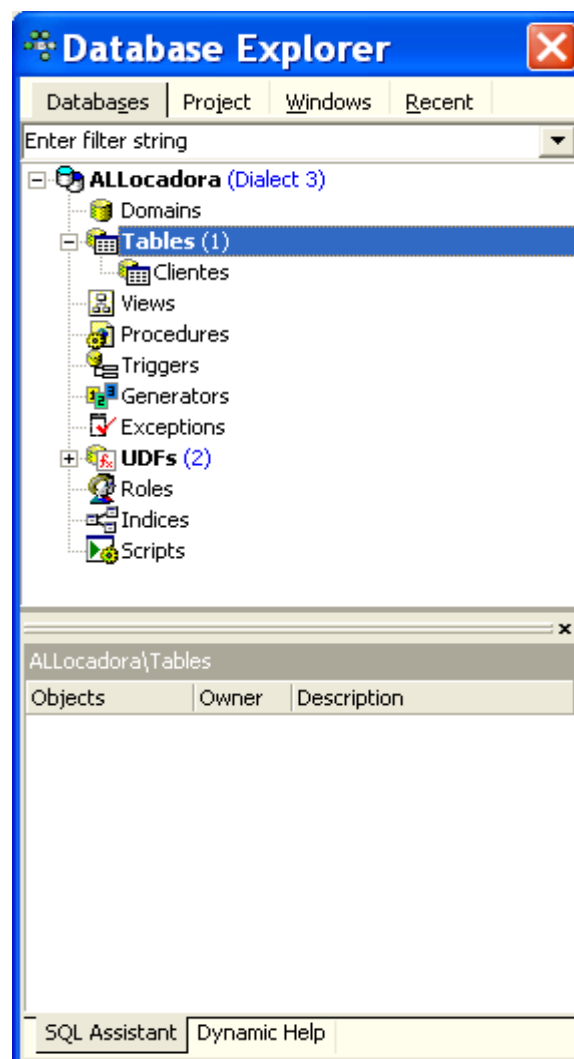 Database Explorer
Databases Project Windows Recent
Enter filter string
ALLocadora (Dialect 3)
Domains
Tables (1)
Clientes
Views
Procedures
Triggers
Generators
Exceptions
UDFs (2)
Roles
Indices
Scripts
ALLocadora\Tables
Objects Owner Description
SQL Assistant Dynamic Help